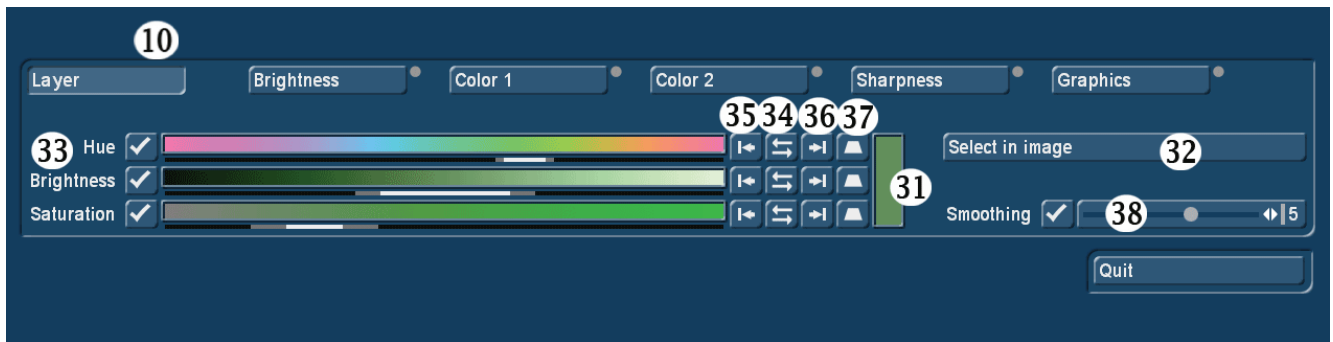 10
Layer Brightness Color 1 Color 2 Sharpness Graphics
35 34 36 37
33 Hue Select in image 32
Brightness 31
Saturation Smoothing 38 5
Quit